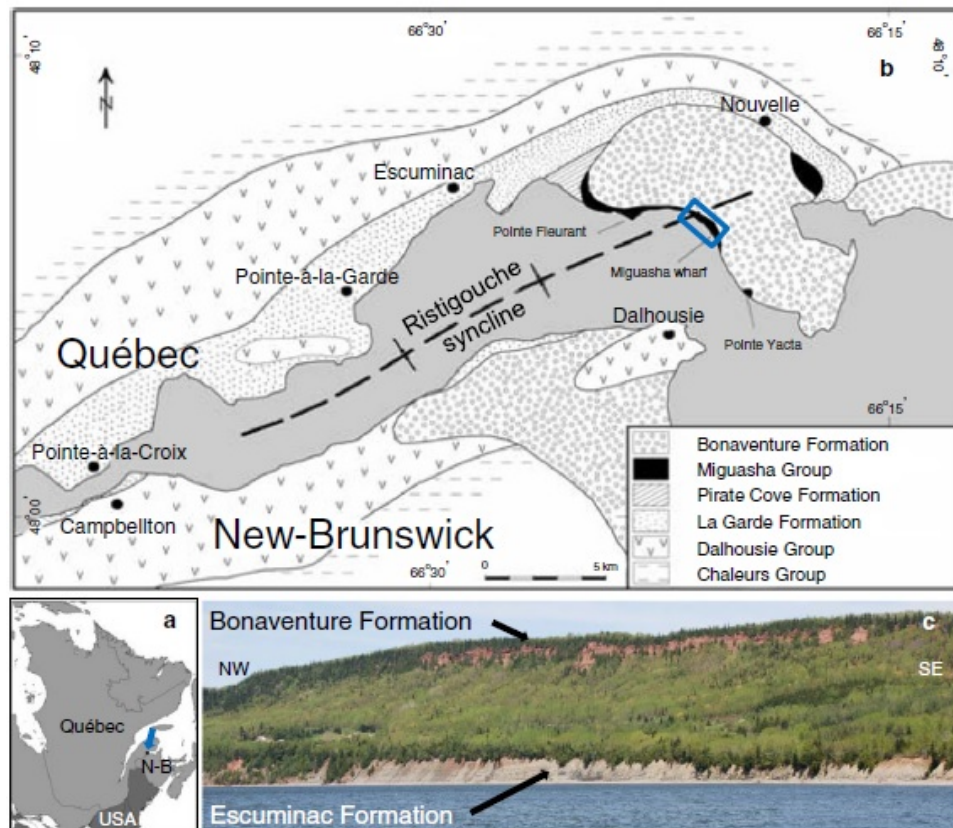 66°30'
66°15'
48°10'
48°10'
b
N
Nouvelle
Escuminac
Pointe Fleurant
Miguasha wharf
Pointe-à-la-Garde
Ristigouche
syncline
Dalhousie
Pointe Yacta
Québec
66°15'
Pointe-à-la-Croix
Campbellton
48°00'
New-Brunswick
66°30'
0
5 km
Bonaventure Formation
Miguasha Group
Pirate Cove Formation
La Garde Formation
Dalhousie Group
Chaleurs Group
a
Québec
N-B
USA
Bonaventure Formation
c
NW
SE
Escuminac Formation